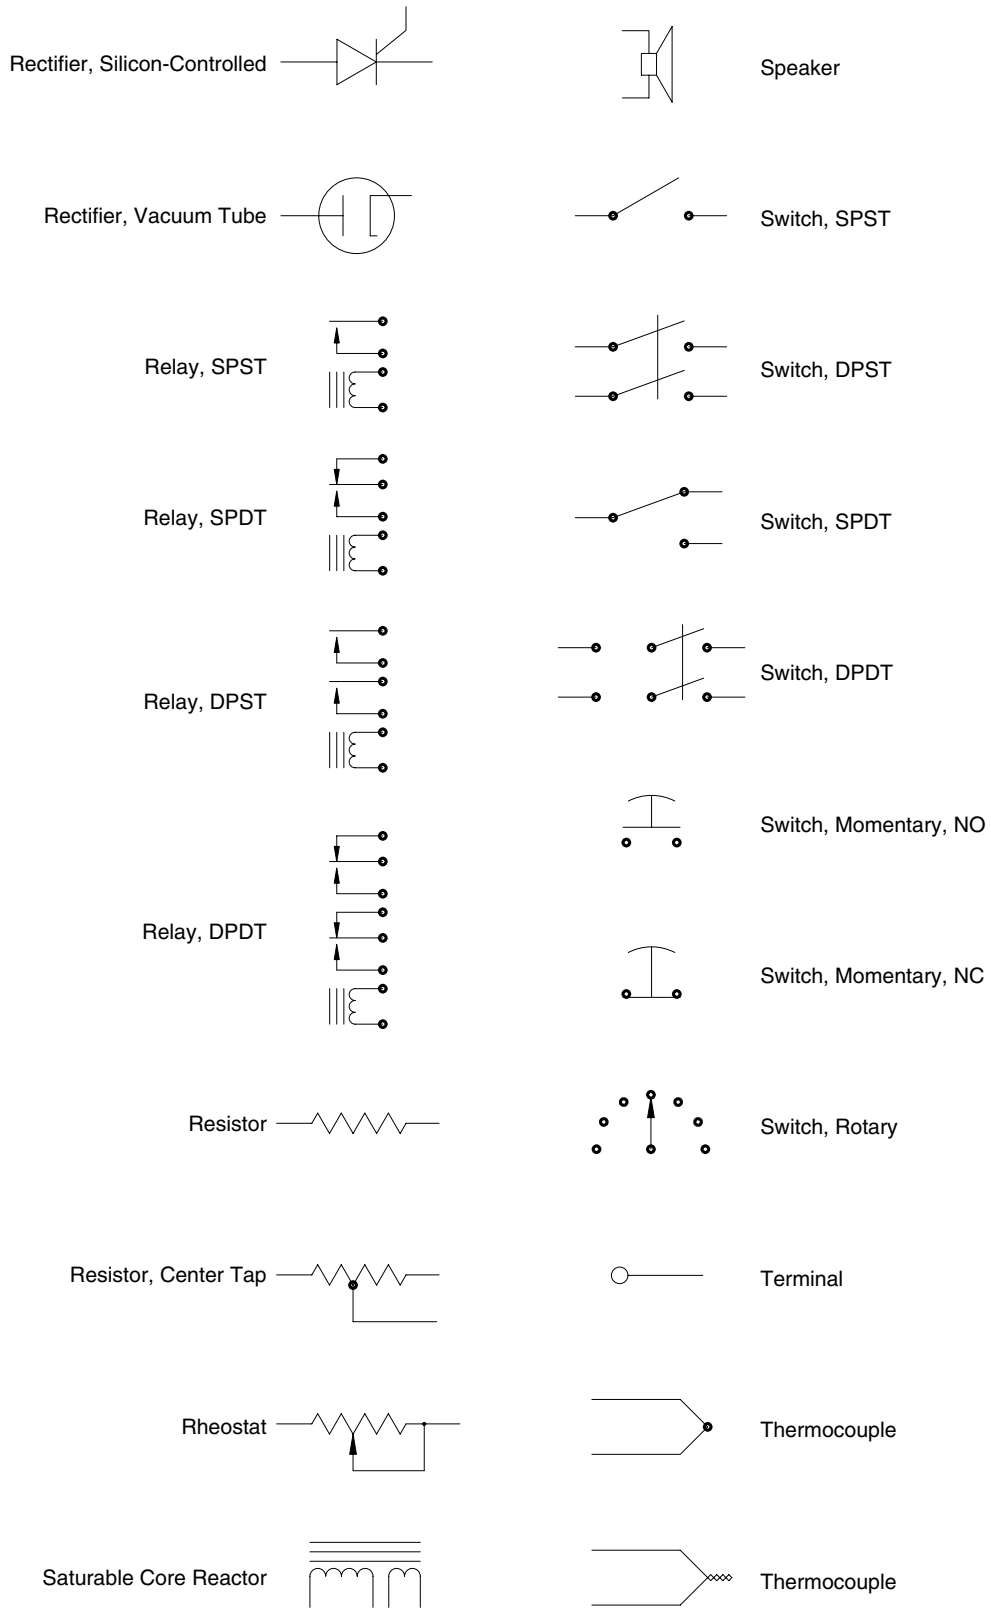 Rectifier, Silicon-Controlled
Speaker
Rectifier, Vacuum Tube
Switch, SPST
Relay, SPST
Switch, DPST
Relay, SPDT
Switch, SPDT
Relay, DPST
Switch, DPDT
Switch, Momentary, NO
Relay, DPDT
Switch, Momentary, NC
Resistor
Switch, Rotary
Resistor, Center Tap
Terminal
Rheostat
Thermocouple
Saturable Core Reactor
Thermocouple